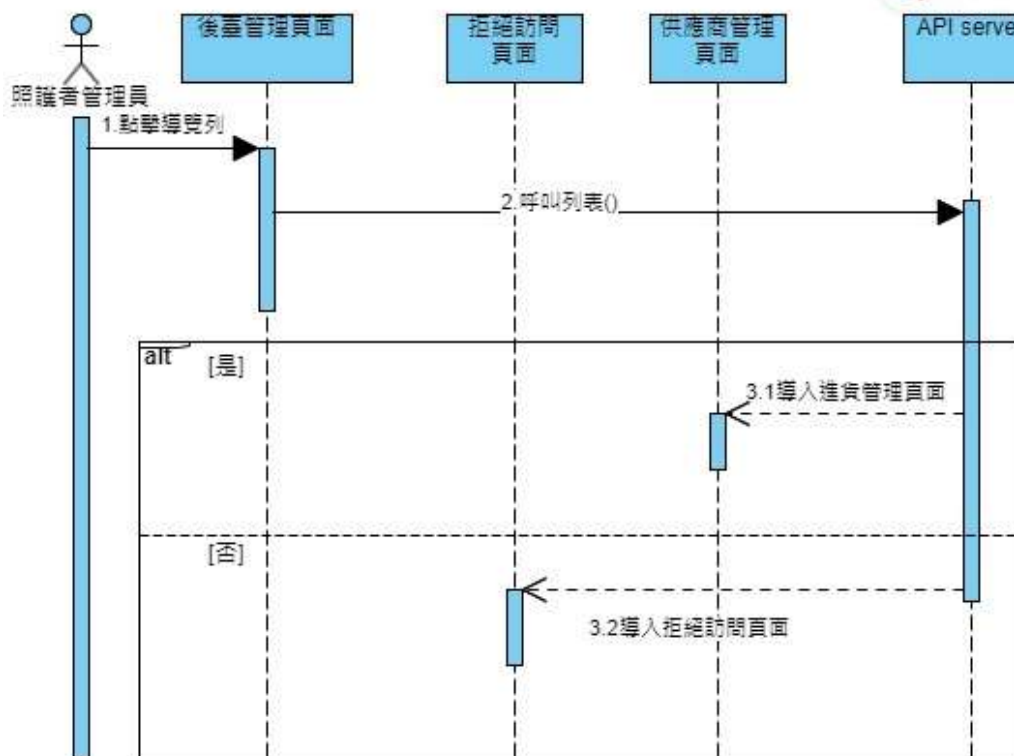 後臺管理頁面
拒絕訪問
頁面
供應商管理
頁面
API serve
照護者管理員
1.點擊導覽列
2.呼叫列表()
alt
[是]
3.1導入進貨管理頁面
[否]
3.2導入拒絕訪問頁面